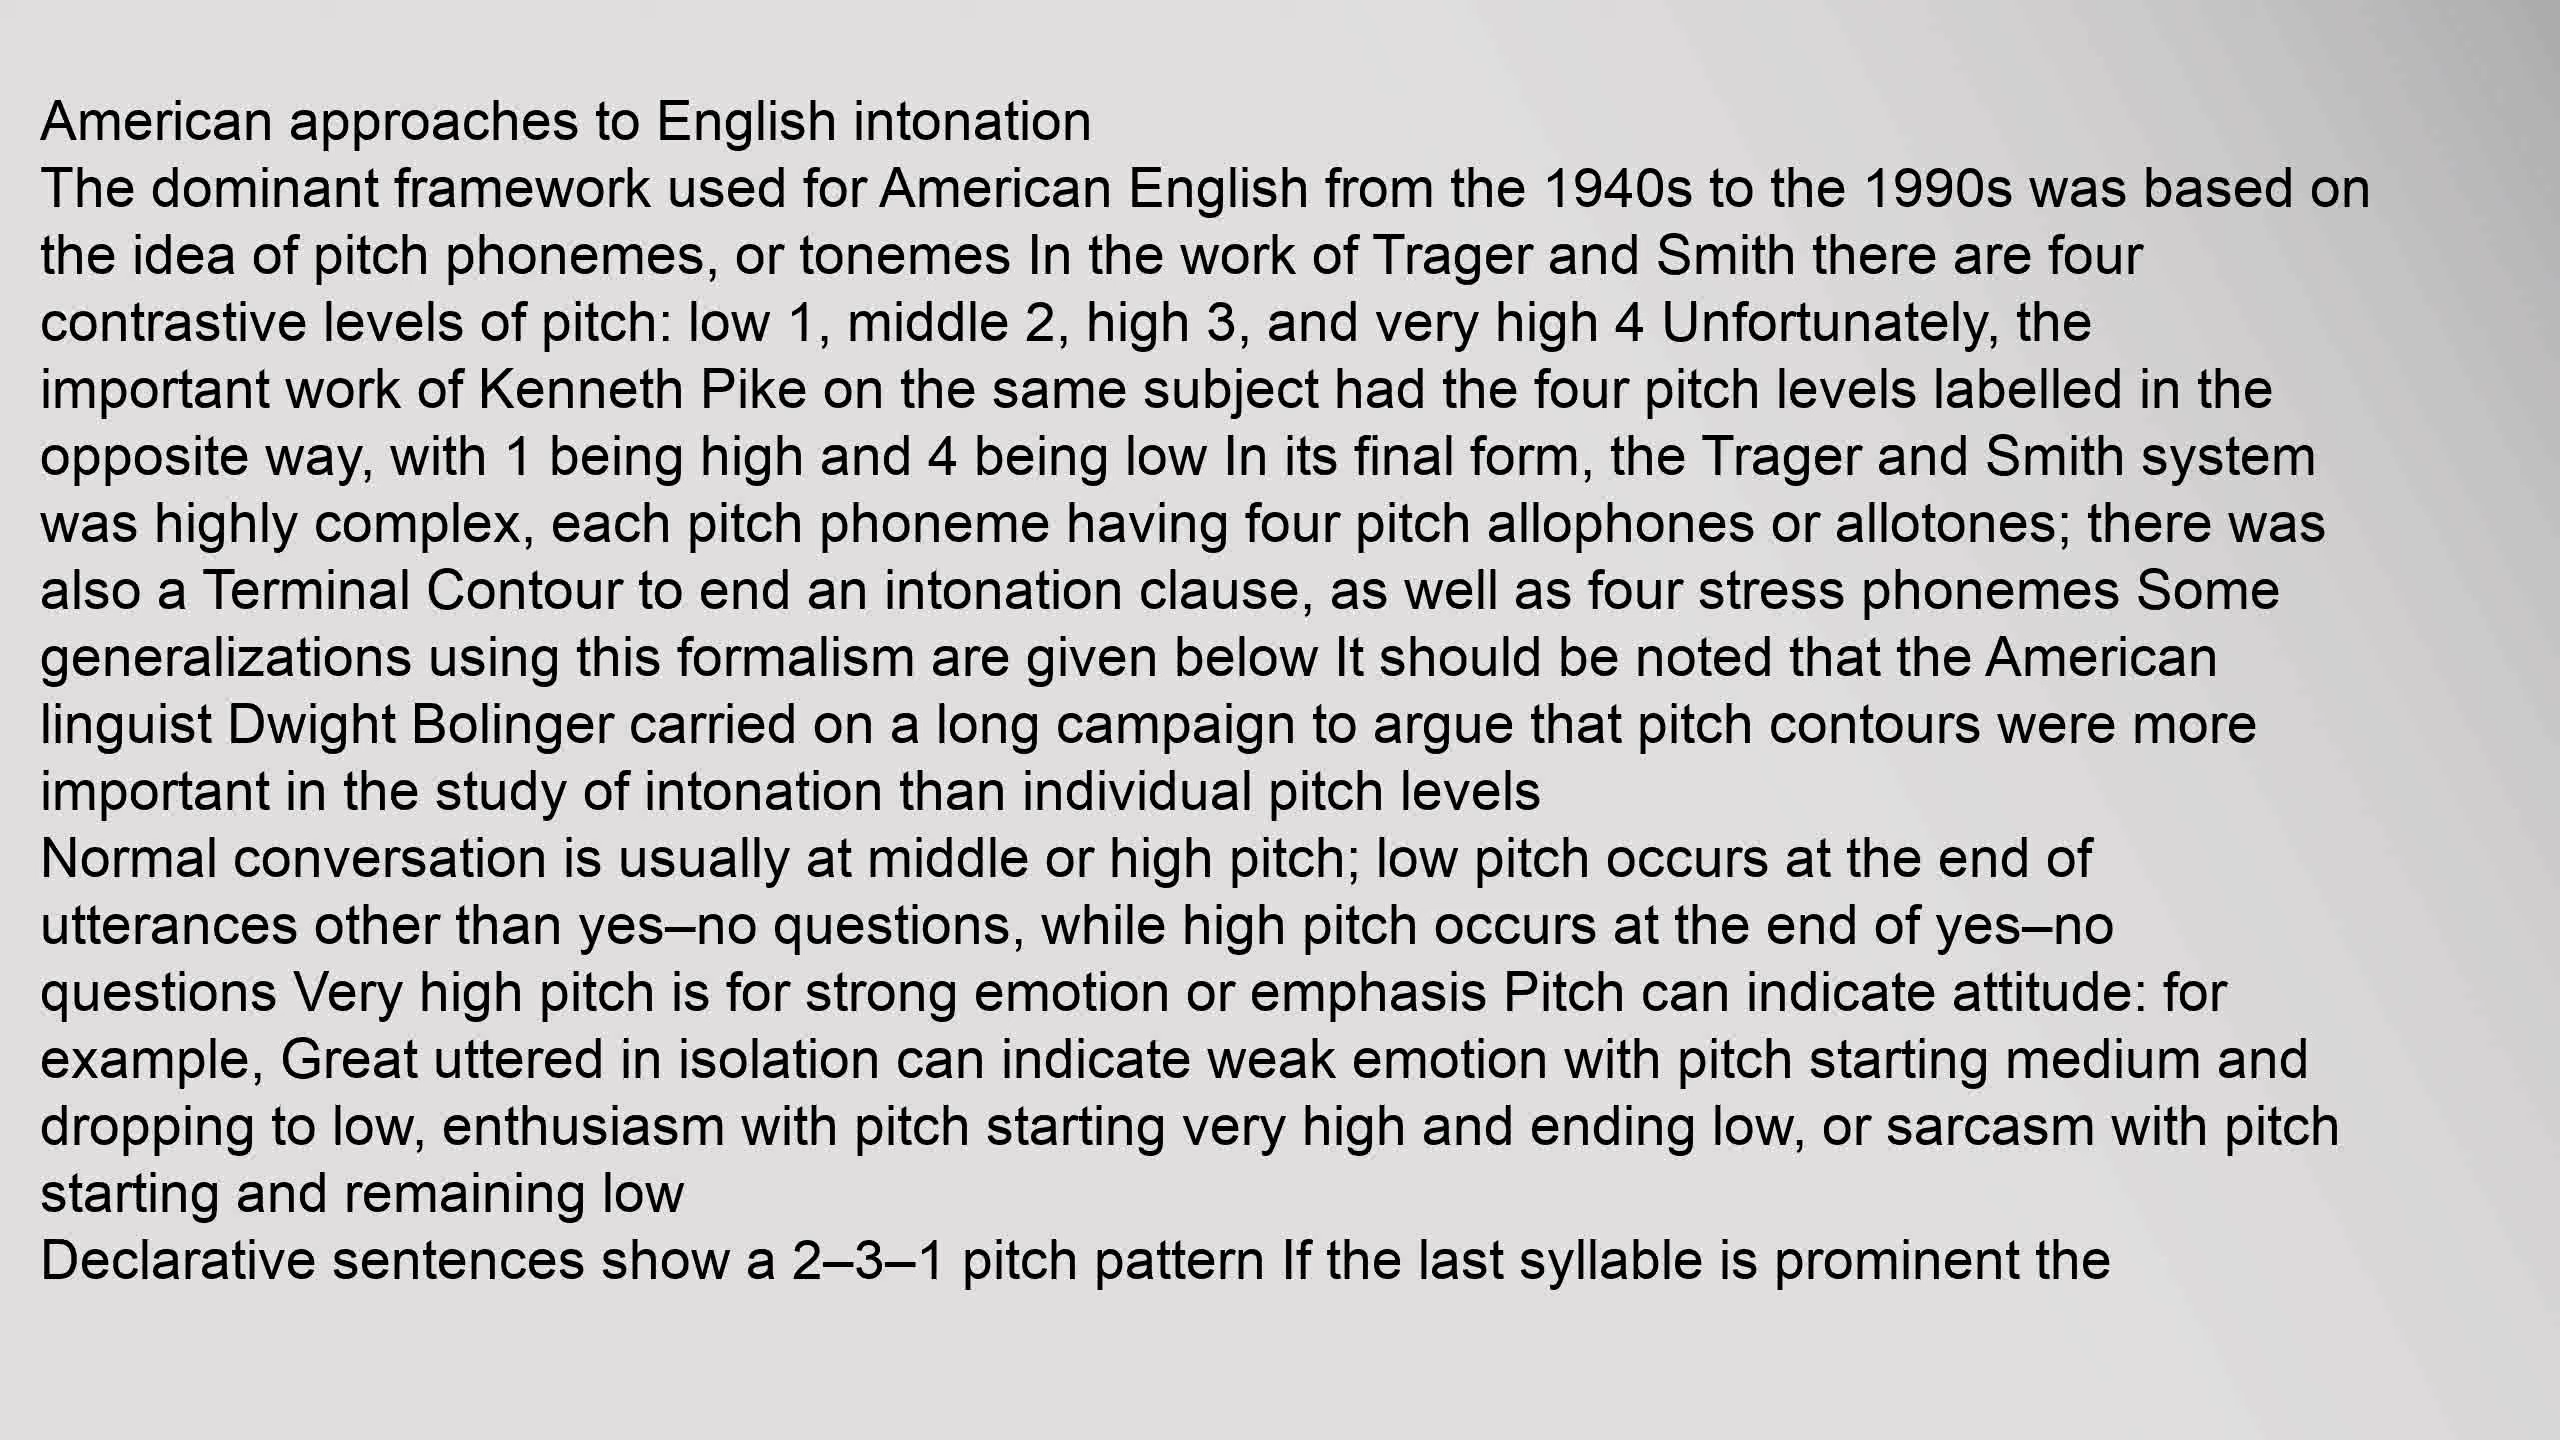 American approaches to English intonation
The dominant framework used for American English from the 1940s to the 1990s was based on
the idea of pitch phonemes, or tonemes In the work of Trager and Smith there are four
contrastive levels of pitch: low 1, middle 2, high 3, and very high 4 Unfortunately, the
important work of Kenneth Pike on the same subject had the four pitch levels labelled in the
opposite way, with 1 being high and 4 being low In its final form, the Trager and Smith system
was highly complex, each pitch phoneme having four pitch allophones or allotones; there was
also a Terminal Contour to end an intonation clause, as well as four stress phonemes Some
generalizations using this formalism are given below It should be noted that the American
linguist Dwight Bolinger carried on a long campaign to argue that pitch contours were more
important in the study of intonation than individual pitch levels
Normal conversation is usually at middle or high pitch; low pitch occurs at the end of
utterances other than yes–no questions, while high pitch occurs at the end of yes–no
questions Very high pitch is for strong emotion or emphasis Pitch can indicate attitude: for
example, Great uttered in isolation can indicate weak emotion with pitch starting medium and
dropping to low, enthusiasm with pitch starting very high and ending low, or sarcasm with pitch
starting and remaining low
Declarative sentences show a 2–3–1 pitch pattern If the last syllable is prominent the